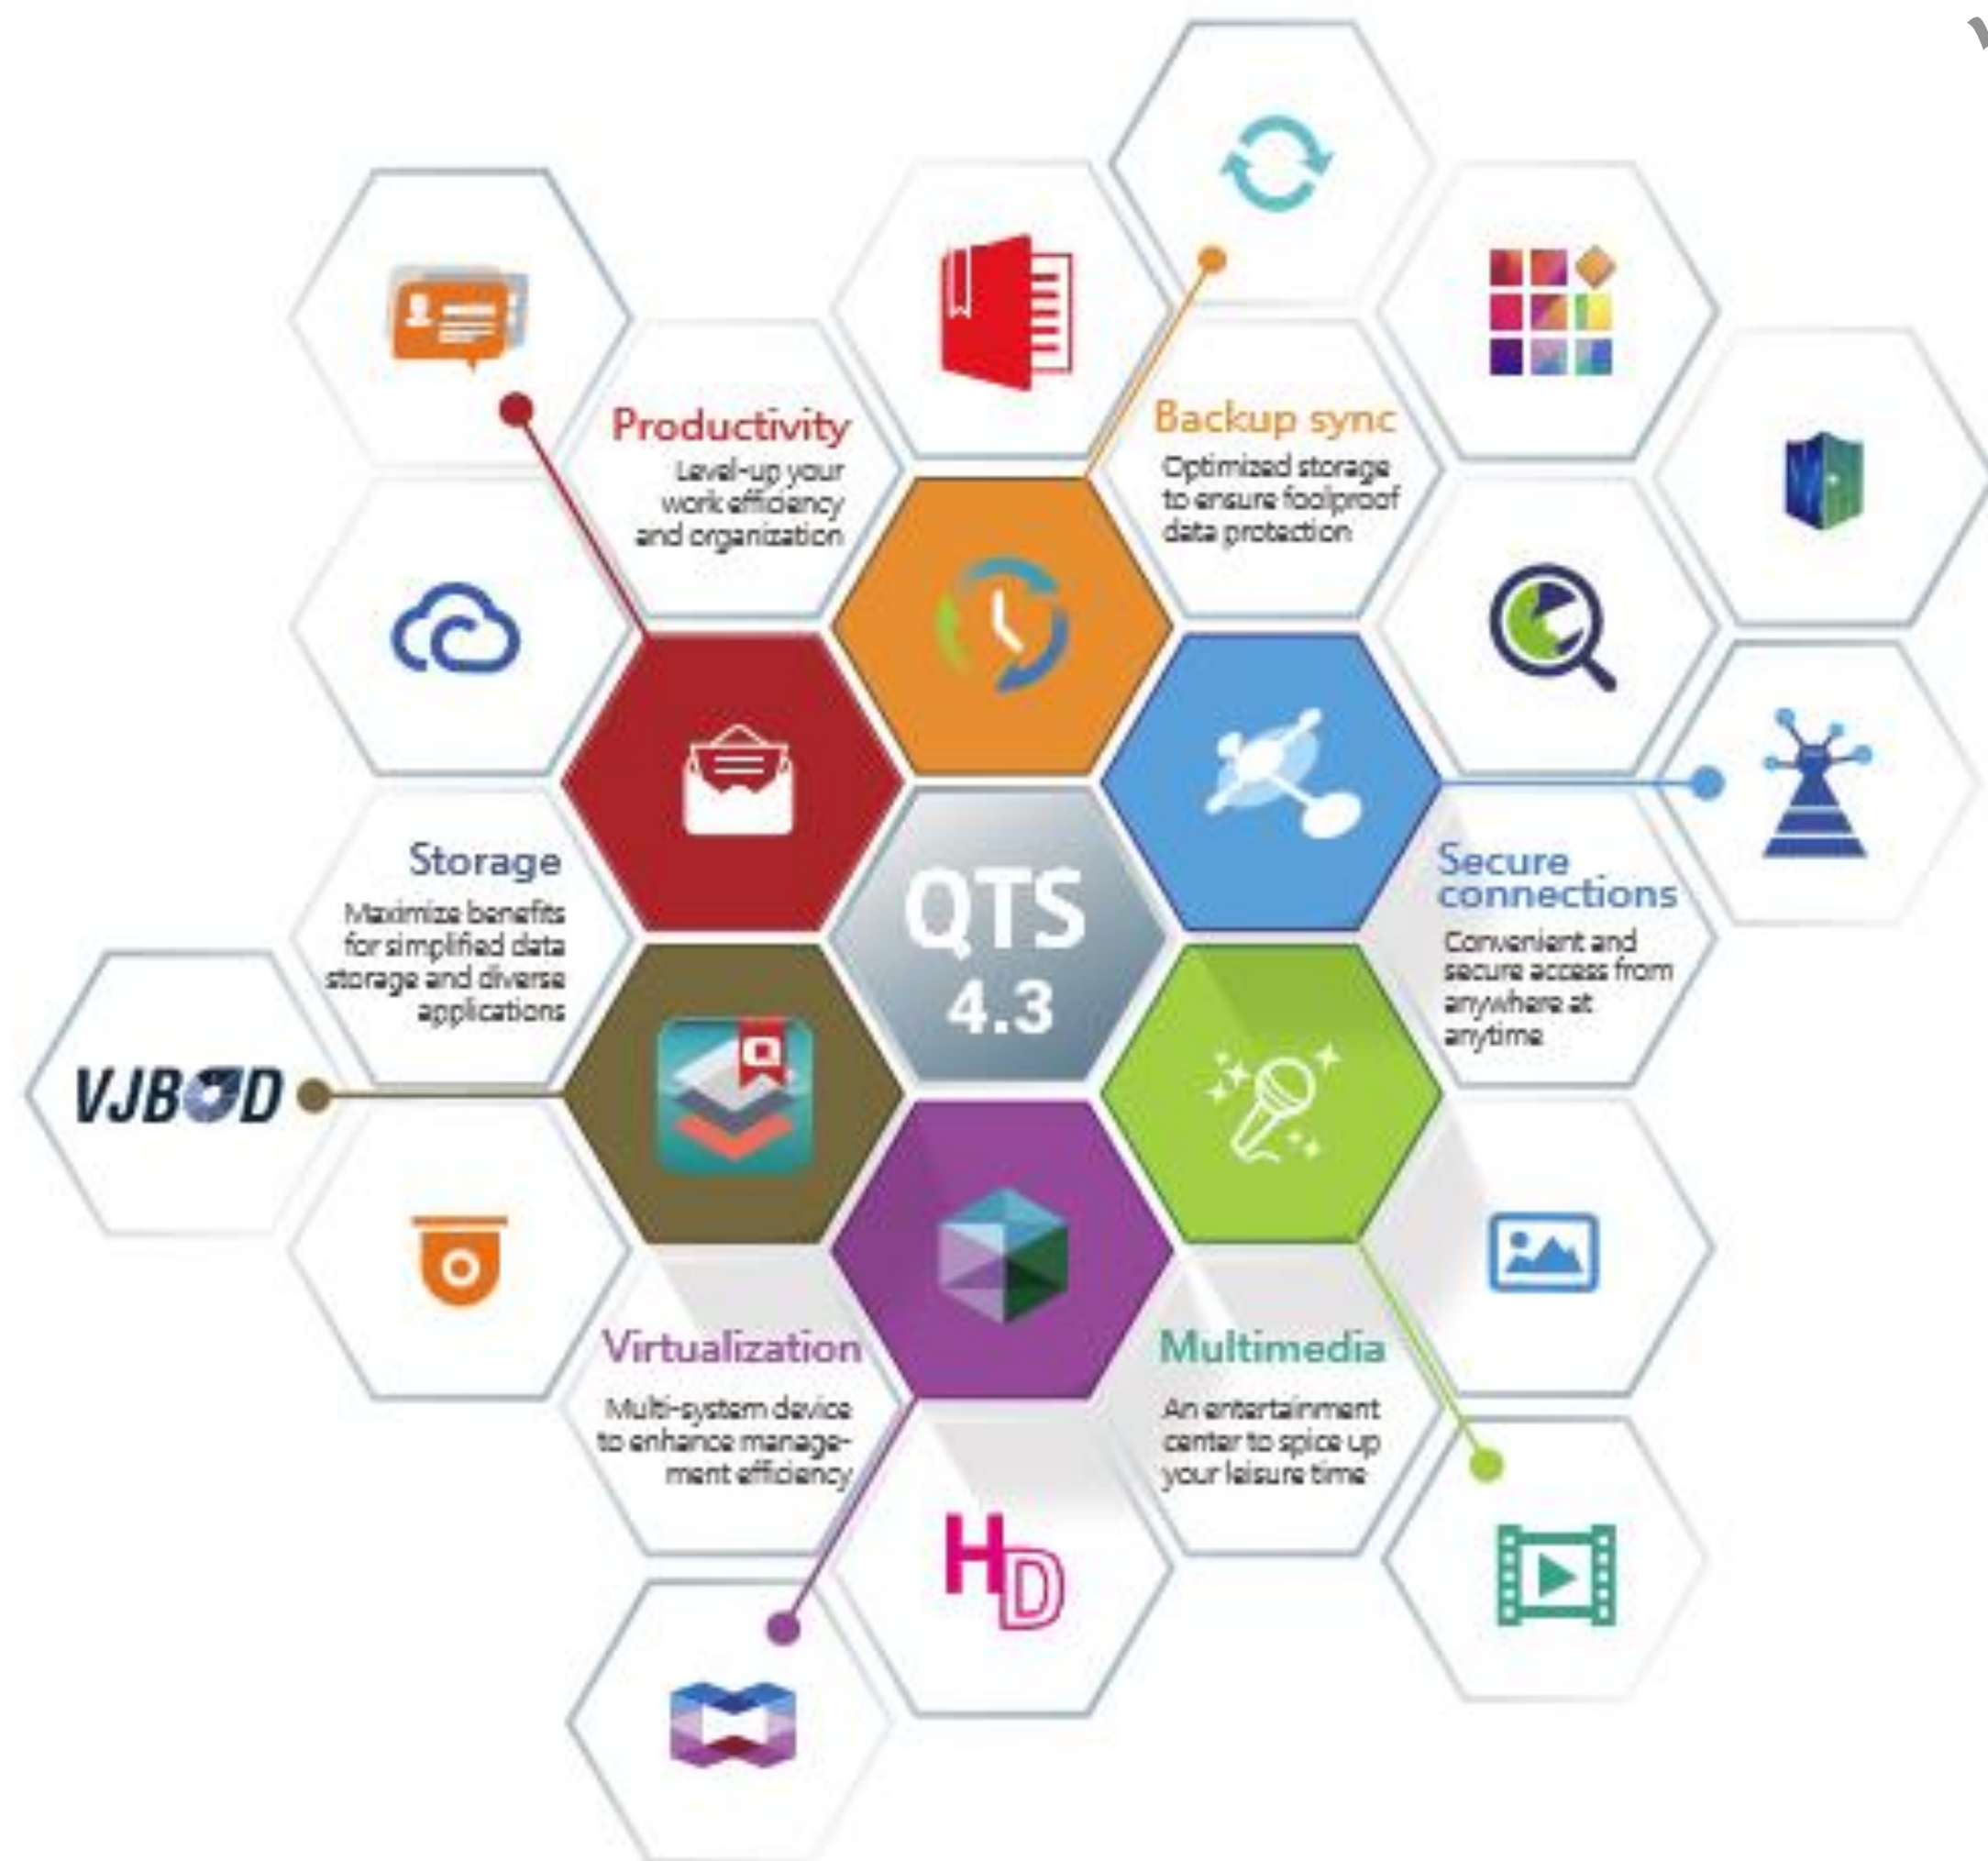 Productivity
Level-up your
work efficiency
and organization
Backup sync
Optimized storage
to ensure foolproof
data protection
Storage
Maximize benefits
for simplified data
storage and diverse
applications
QTS
4.3
Secure
connections
Convenient and
secure access from
anywhere at
anytime
VJBOD
Virtualization
Multi-system device
to enhance manage-
ment efficiency
Multimedia
An entertainment
center to spice up
your leisure time
HD